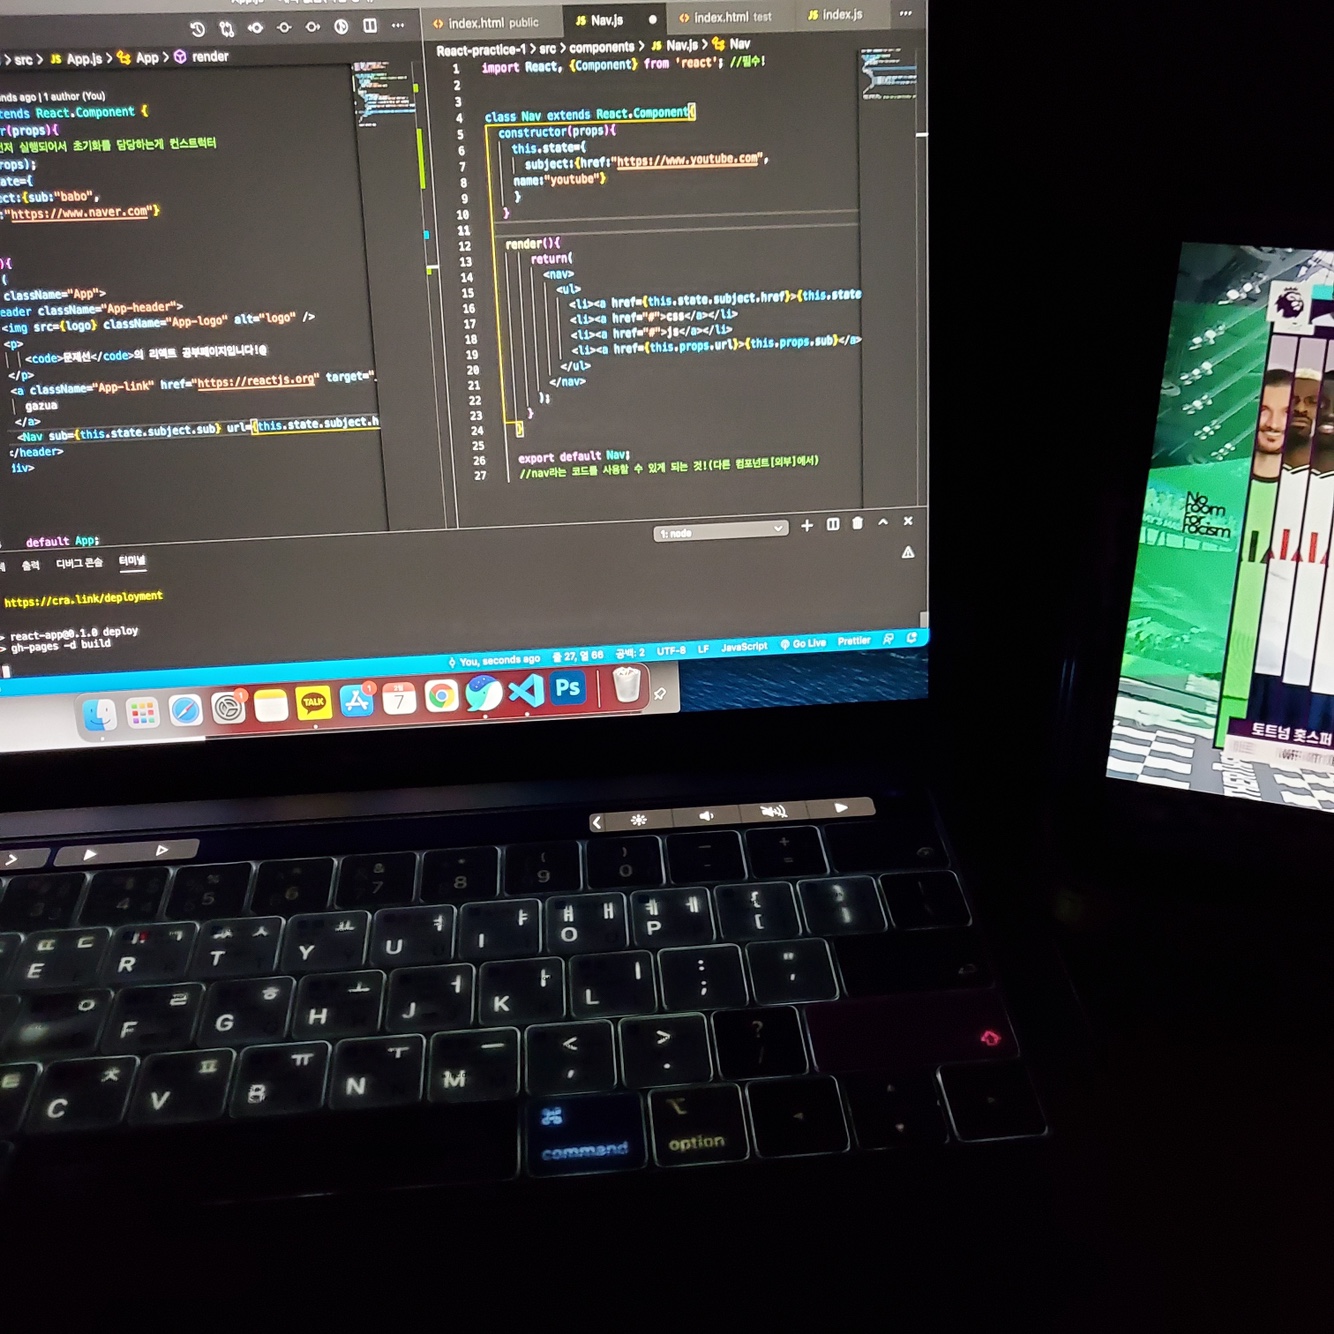 src > JS App.js > App > render
nds ago | 1 author (You)
tends React.Component {
r(props){
먼저 실행되어서 초기화를 담당하는게 컨스트럭터
rops);
tate={
ect:{sub:"babo",
:"https://www.naver.com"}
){
(
className="App">
eader className="App-header">
<img src={logo} className="App-logo" alt="logo" />
<p>
<code>문제선</code>의 리액트 공부페이지입니다!@
</p>
<a className="App-link" href="https://reactjs.org" target="
gazua
</a>
<Nav sub={this.state.subject.sub} url={this.state.subject.h
</header>
div>
default App;
index.html public
JS Nav.js
index.html test
JS index.js
React-practice-1 > src > components > JS Nav.js > Nav
1 import React, {Component} from 'react'; //필수!
2
3
4 class Nav extends React.Component{
5 constructor(props){
6 this.state={
7 subject:{href:"https://www.youtube.com",
8 name:"youtube"}
9 }
10 }
11
12 render(){
13 return(
14 <nav>
15 <ul>
16 <li><a href={this.state.subject.href}>{this.state
17 <li><a href="#">css</a></li>
18 <li><a href="#">js</a></li>
19 <li><a href={this.props.url}>{this.props.sub}</a>
20 </ul>
21 </nav>
22 );
23 }
24 }
25
26 export default Nav;
27 //nav라는 코드를 사용할 수 있게 되는 것!(다른 컴포넌트[외부]에서)
출력 디버그 콘솔 터미널
1: node
https://cra.link/deployment
> react-app@0.1.0 deploy
> gh-pages -d build
You, seconds ago 줄 27, 열 66 공백: 2 UTF-8 LF JavaScript Go Live Prettier
TALK
7
Ps
No
room
for
racism
토트넘 홋스퍼
4 5 6 & 7 * 8 ( 9 ) 0 - + =
E ㄸ ㄷ R ㄱ T ㅆ ㅅ Y ㅛ U ㅕ I ㅑ O ㅒ ㅐ P ㅖ ㅔ { [ } ]
ㅇ F ㄹ G ㅎ H ㅗ J ㅓ K ㅏ L ㅣ : ; " '
ㅌ C ㅊ V ㅍ B ㅠ N ㅜ M ㅡ < , > . ? /
⌘ command ⌥ option